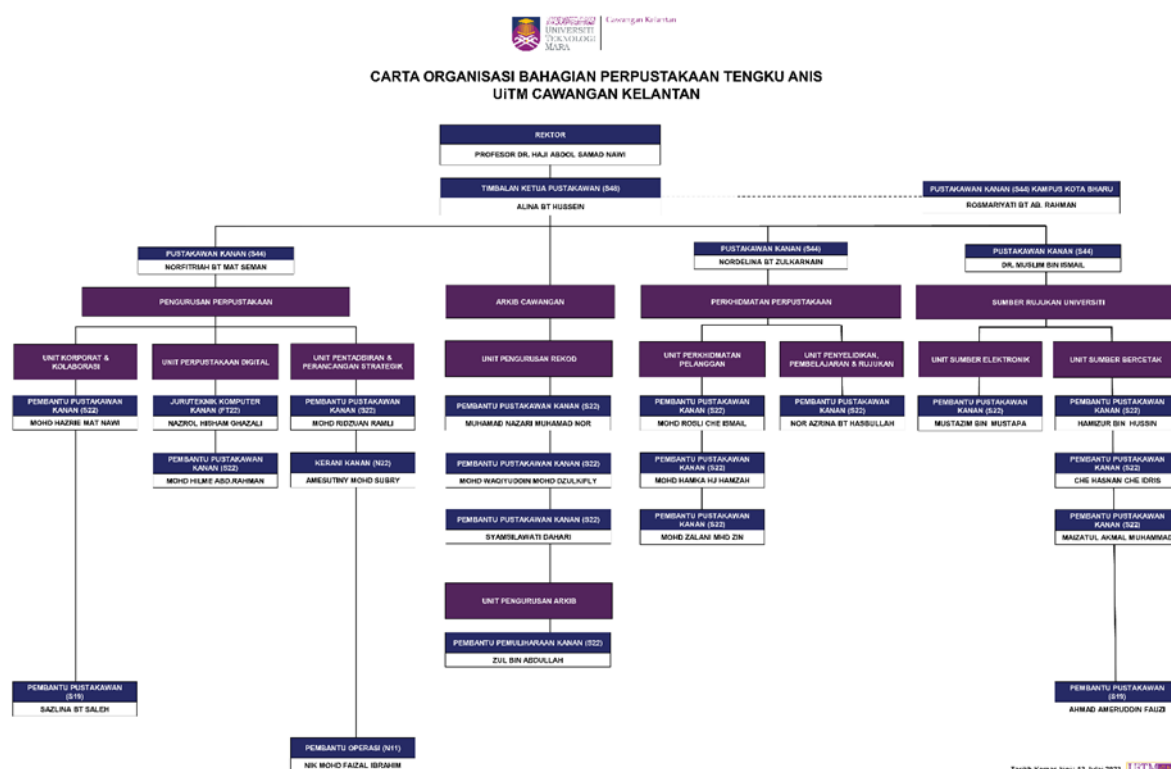 UNIVERSITI
TEKNOLOGI
MARA
Cawangan Kelantan
CARTA ORGANISASI BAHAGIAN PERPUSTAKAAN TENGKU ANIS
UiTM CAWANGAN KELANTAN
REKTOR
PROFESOR DR. HAJI ABDOL SAMAD NAWI
TIMBALAN KETUA PUSTAKAWAN (S48)
ALINA BT HUSSEIN
PUSTAKAWAN KANAN (S44) KAMPUS KOTA BHARU
ROSMARIYATI BT AB. RAHMAN
PUSTAKAWAN KANAN (S44)
NORFITRIAH BT MAT SEMAN
PUSTAKAWAN KANAN (S44)
NORDELINA BT ZULKARNAIN
PUSTAKAWAN KANAN (S44)
DR. MUSLIM BIN ISMAIL
PENGURUSAN PERPUSTAKAAN
ARKIB CAWANGAN
PERKHIDMATAN PERPUSTAKAAN
SUMBER RUJUKAN UNIVERSITI
UNIT KORPORAT &
KOLABORASI
UNIT PERPUSTAKAAN DIGITAL
UNIT PENTADBIRAN &
PERANCANGAN STRATEGIK
UNIT PENGURUSAN REKOD
UNIT PERKHIDMATAN
PELANGGAN
UNIT PENYELIDIKAN,
PEMBELAJARAN & RUJUKAN
UNIT SUMBER ELEKTRONIK
UNIT SUMBER BERCETAK
PEMBANTU PUSTAKAWAN
KANAN (S22)
MOHD HAZRIE MAT NAWI
JURUTEKNIK KOMPUTER
KANAN (FT22)
NAZROL HISHAM GHAZALI
PEMBANTU PUSTAKAWAN
KANAN (S22)
MOHD RIDZUAN RAMLI
PEMBANTU PUSTAKAWAN KANAN (S22)
MUHAMAD NAZARI MUHAMAD NOR
PEMBANTU PUSTAKAWAN
KANAN (S22)
MOHD ROSLI CHE ISMAIL
PEMBANTU PUSTAKAWAN
KANAN (S22)
NOR AZRINA BT HASBULLAH
PEMBANTU PUSTAKAWAN
KANAN (S22)
MUSTAZIM BIN MUSTAPA
PEMBANTU PUSTAKAWAN
KANAN (S22)
HAMIZUR BIN HUSSIN
PEMBANTU PUSTAKAWAN
KANAN (S22)
MOHD HILME ABD.RAHMAN
KERANI KANAN (N22)
AMESUTINY MOHD SUBRY
PEMBANTU PUSTAKAWAN KANAN (S22)
MOHD WAQIYUDDIN MOHD DZULKIFLY
PEMBANTU PUSTAKAWAN
KANAN (S22)
MOHD HAMKA HJ HAMZAH
PEMBANTU PUSTAKAWAN
KANAN (S22)
CHE HASNAN CHE IDRIS
PEMBANTU PUSTAKAWAN KANAN (S22)
SYAMSILAWATI DAHARI
PEMBANTU PUSTAKAWAN
KANAN (S22)
MOHD ZALANI MHD ZIN
PEMBANTU PUSTAKAWAN
KANAN (S22)
MAIZATUL AKMAL MUHAMMAD
UNIT PENGURUSAN ARKIB
PEMBANTU PEMULIHARAAN KANAN (S22)
ZUL BIN ABDULLAH
PEMBANTU PUSTAKAWAN
(S19)
SAZLINA BT SALEH
PEMBANTU PUSTAKAWAN
(S19)
AHMAD AMERUDDIN FAUZI
PEMBANTU OPERASI (N11)
NIK MOHD FAIZAL IBRAHIM